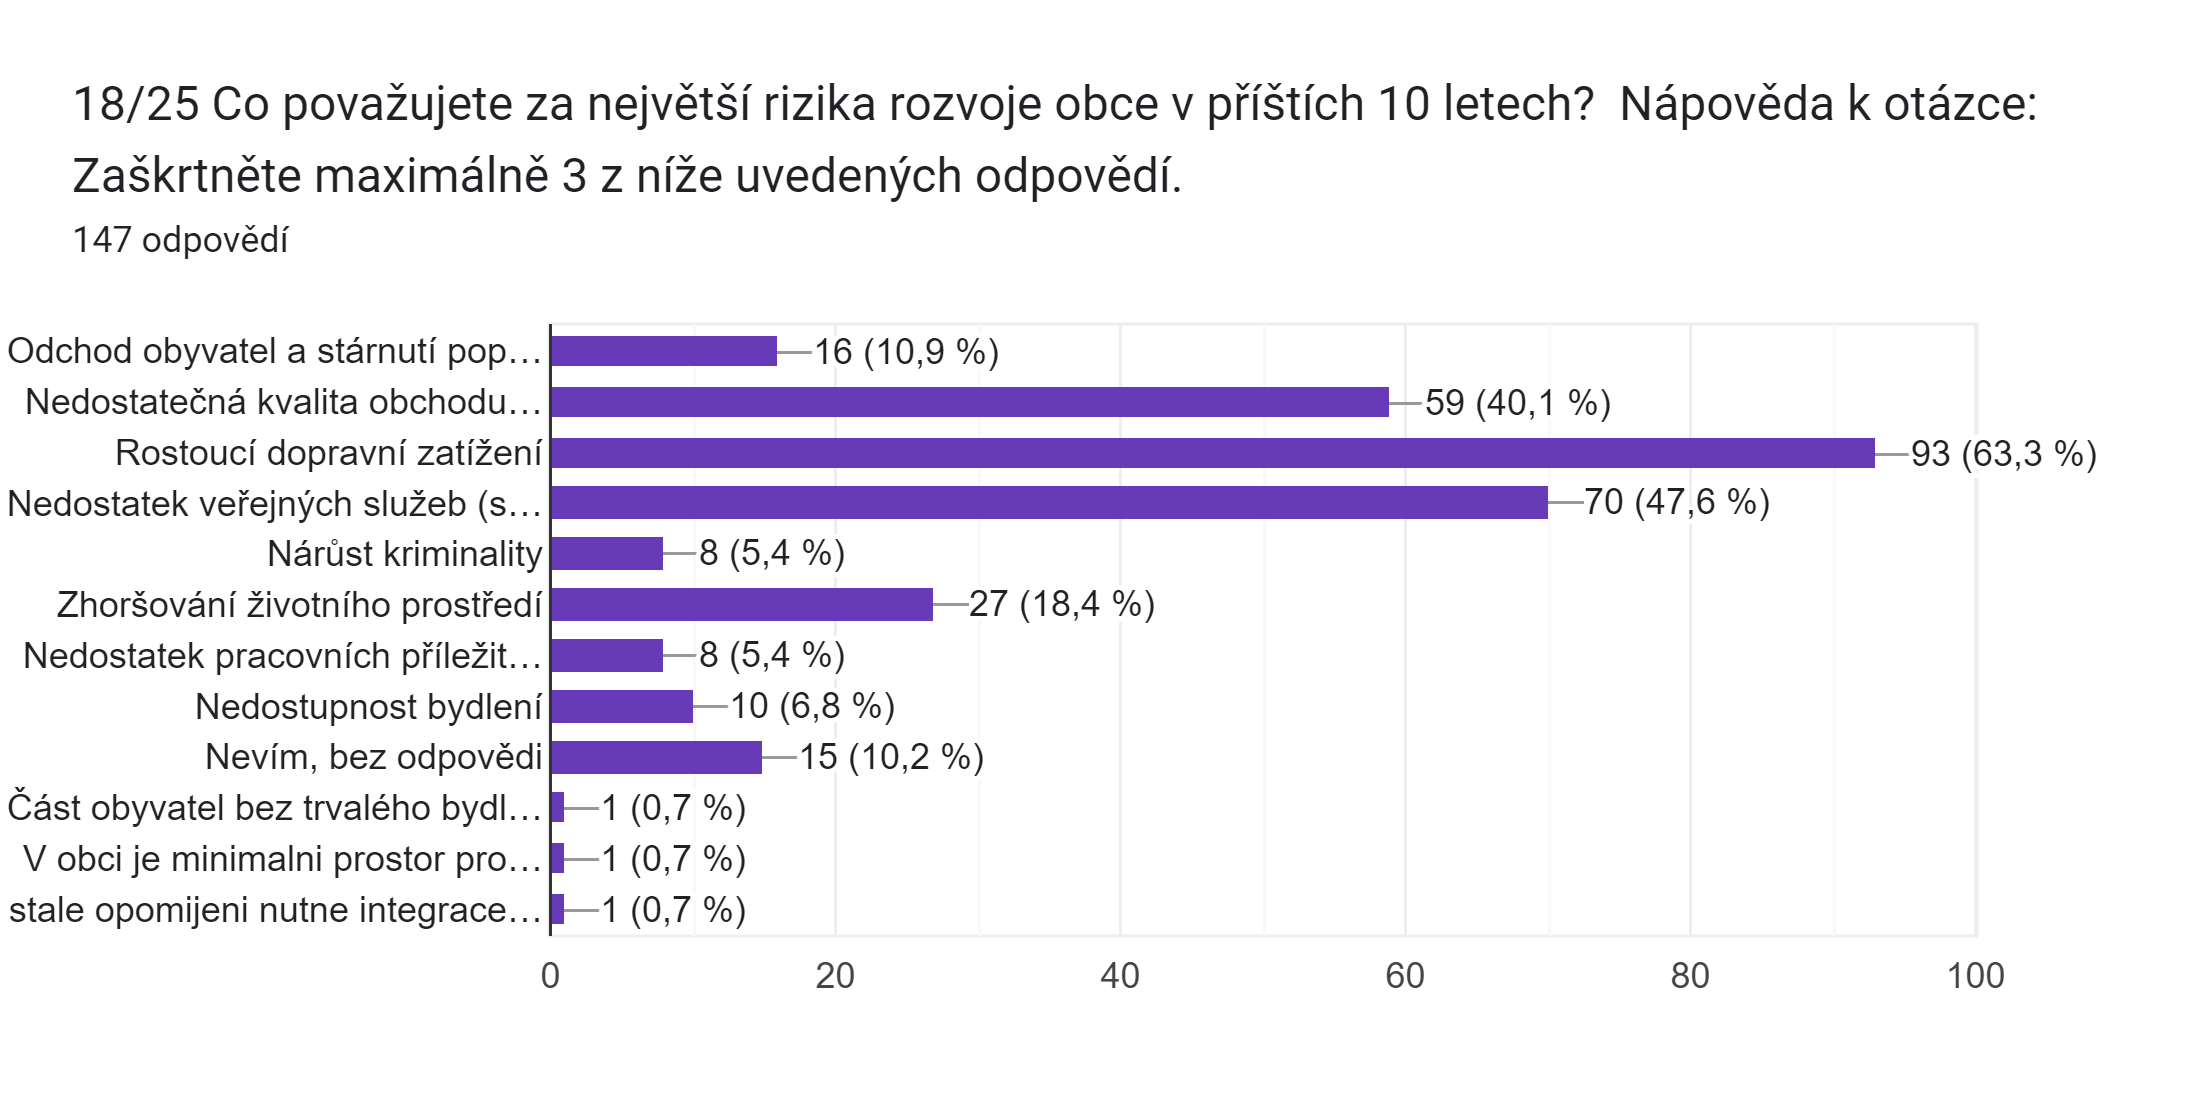 18/25 Co považujete za největší rizika rozvoje obce v příštích 10 letech?  Nápověda k otázce:
Zaškrtněte maximálně 3 z níže uvedených odpovědí.
147 odpovědí
Odchod obyvatel a stárnutí pop… 16 (10,9 %)
Nedostatečná kvalita obchodu… 59 (40,1 %)
Rostoucí dopravní zatížení 93 (63,3 %)
Nedostatek veřejných služeb (s… 70 (47,6 %)
Nárůst kriminality 8 (5,4 %)
Zhoršování životního prostředí 27 (18,4 %)
Nedostatek pracovních příležit… 8 (5,4 %)
Nedostupnost bydlení 10 (6,8 %)
Nevím, bez odpovědi 15 (10,2 %)
Část obyvatel bez trvalého bydl… 1 (0,7 %)
V obci je minimalni prostor pro… 1 (0,7 %)
stale opomijeni nutne integrace… 1 (0,7 %)
0 20 40 60 80 100